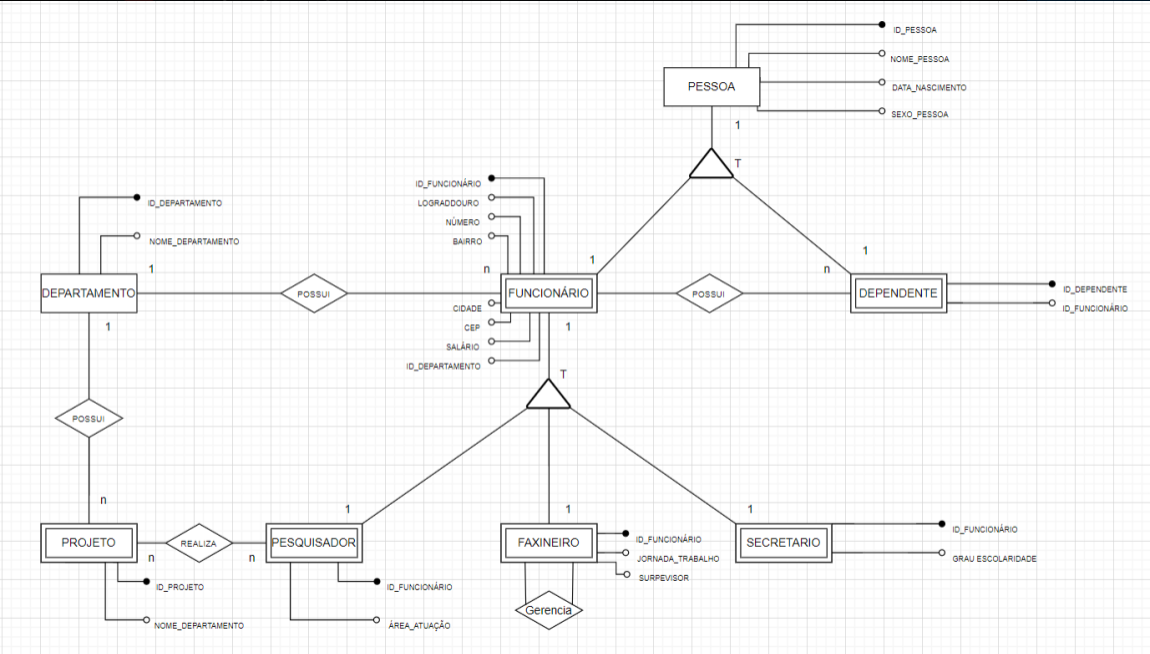 ID_PESSOA
NOME_PESSOA
PESSOA
DATA_NASCIMENTO
SEXO_PESSOA
1
T
ID_FUNCIONÁRIO
LOGRADDOURO
NÚMERO
BAIRRO
ID_DEPARTAMENTO
NOME_DEPARTAMENTO
1
n
1
n
1
DEPARTAMENTO
POSSUI
FUNCIONÁRIO
POSSUI
DEPENDENTE
ID_DEPENDENTE
ID_FUNCIONÁRIO
CIDADE
CEP
SALÁRIO
ID_DEPARTAMENTO
1
1
T
POSSUI
n
1
1
1
PROJETO
n
REALIZA
n
PESQUISADOR
FAXINEIRO
ID_FUNCIONÁRIO
JORNADA_TRABALHO
SURPEVISOR
SECRETARIO
ID_FUNCIONÁRIO
GRAU ESCOLARIDADE
ID_PROJETO
NOME_DEPARTAMENTO
ID_FUNCIONÁRIO
ÁREA_ATUAÇÃO
Gerencia